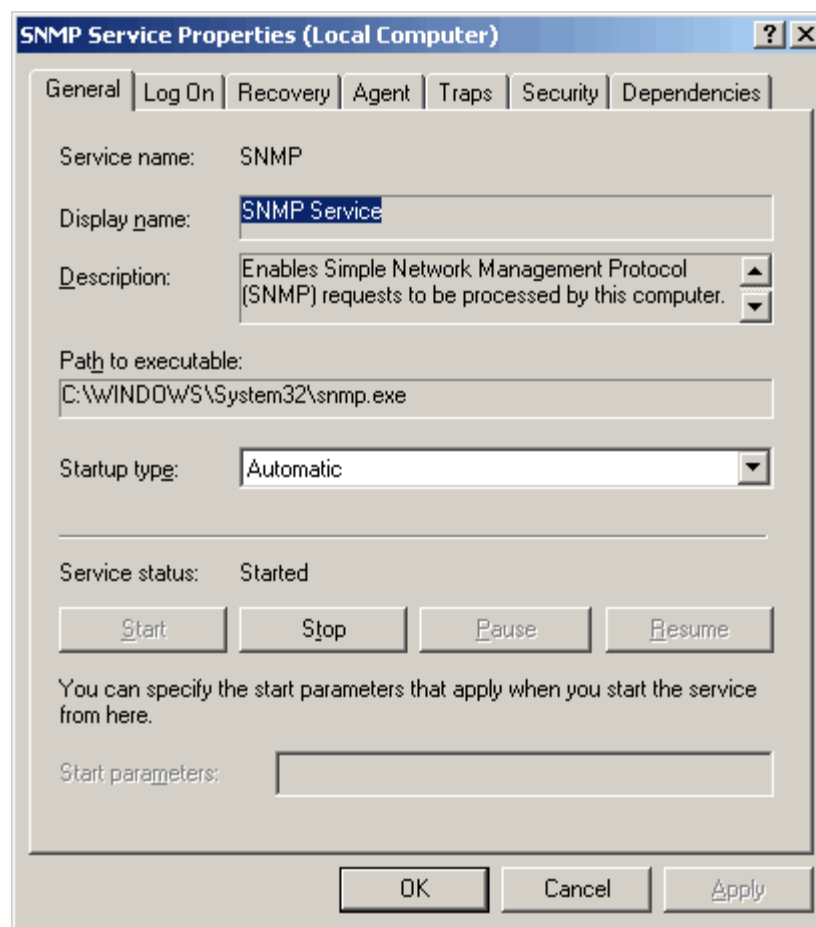 SNMP Service Properties (Local Computer)
General Log On Recovery Agent Traps Security Dependencies
Service name: SNMP
Display name: SNMP Service
Description: Enables Simple Network Management Protocol
(SNMP) requests to be processed by this computer.
Path to executable:
C:\WINDOWS\System32\snmp.exe
Startup type: Automatic
Service status: Started
Start Stop Pause Resume
You can specify the start parameters that apply when you start the service
from here.
Start parameters:
OK Cancel Apply